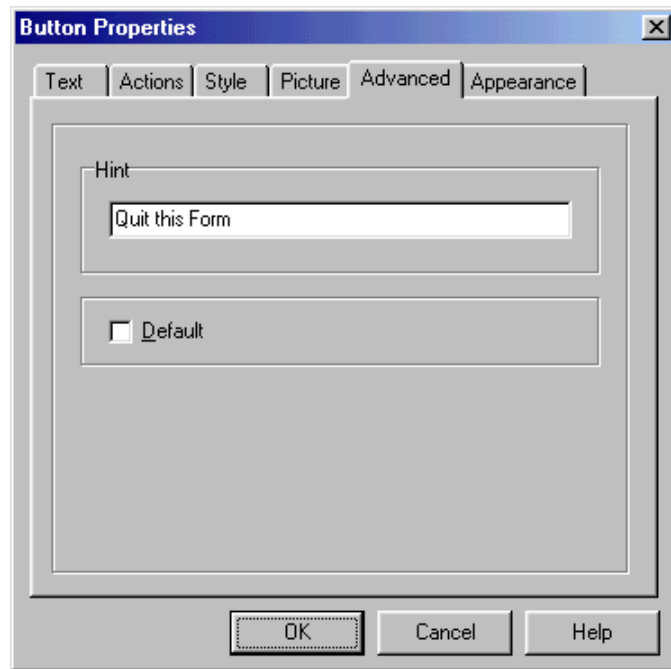 Button Properties
Text Actions Style Picture Advanced Appearance
Hint
Quit this Form
Default
OK Cancel Help